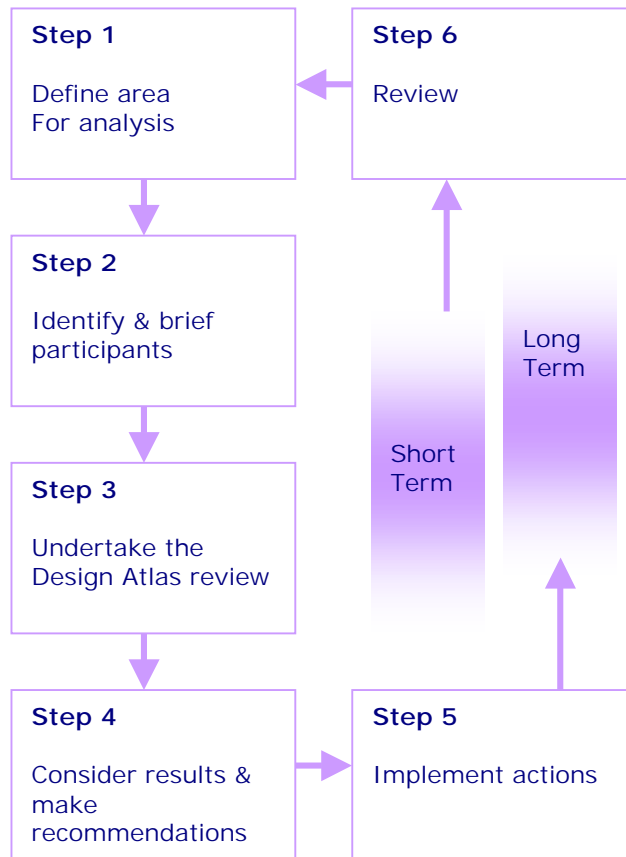 Step 1
Define area
For analysis
Step 2
Identify & brief
participants
Step 3
Undertake the
Design Atlas review
Step 4
Consider results &
make
recommendations
Step 5
Implement actions
Short
Term
Long
Term
Step 6
Review